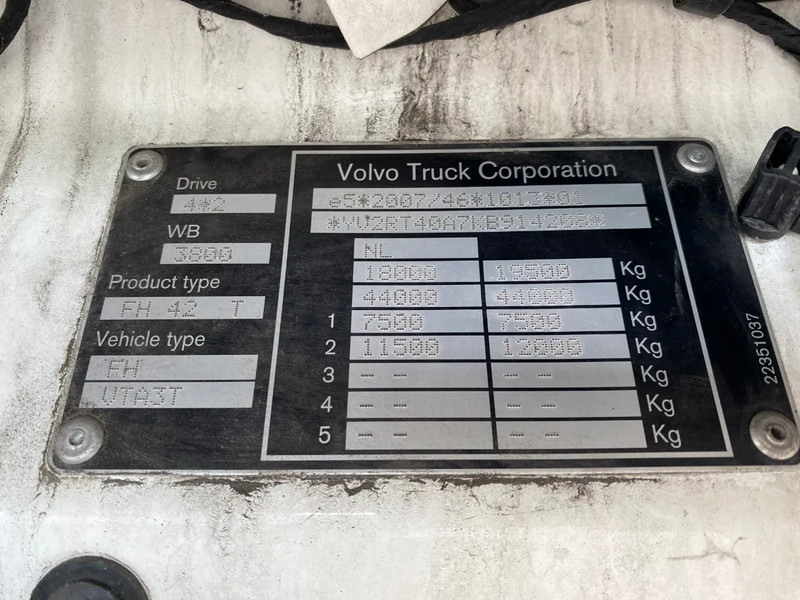 Drive
4*2
WB
3800
Product type
FH 42 T
Vehicle type
FH
VTA3T
Volvo Truck Corporation
e5*2007/46*1013*01
*YV2RT40A7KB914208*
NL
18000 19500 Kg
44000 44000 Kg
1 7500 7500 Kg
2 11500 12000 Kg
3 -- -- -- -- Kg
4 -- -- -- -- Kg
5 -- -- -- -- Kg
22351037